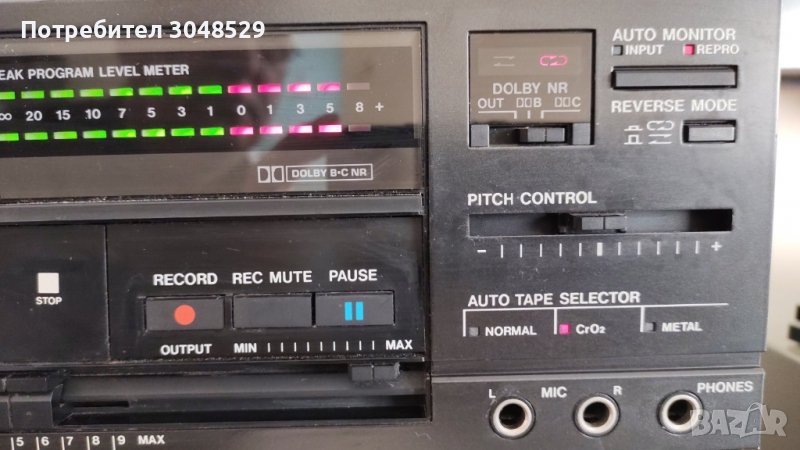 Потребител 3048529
EAK PROGRAM LEVEL METER
∞ 20 15 10 7 5 3 1 0 1 3 5 8 +
DOLBY B·C NR
DOLBY NR
OUT B C
AUTO MONITOR
INPUT REPRO
REVERSE MODE
PITCH CONTROL
- +
STOP
RECORD REC MUTE PAUSE
OUTPUT MIN MAX
AUTO TAPE SELECTOR
NORMAL CrO₂ METAL
L MIC R PHONES
5 6 7 8 9 MAX
BAZAR